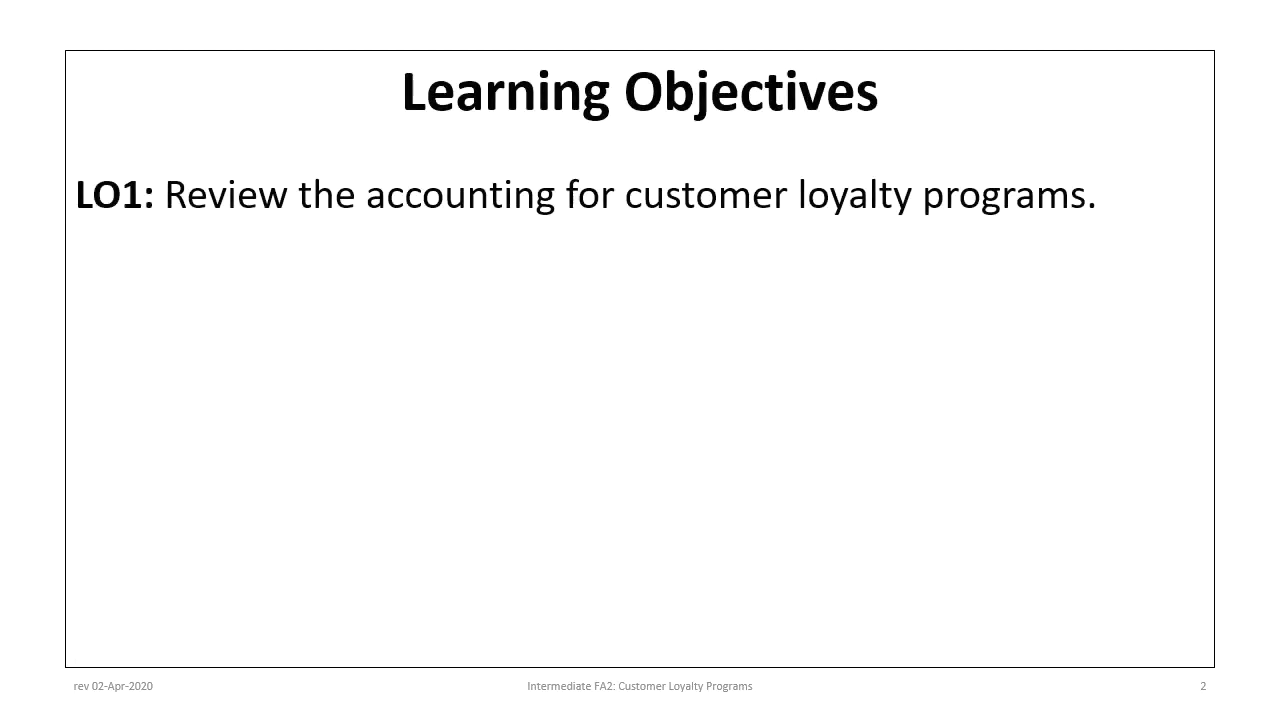 Learning Objectives
LO1: Review the accounting for customer loyalty programs.
rev 02-Apr-2020
Intermediate FA2: Customer Loyalty Programs
2